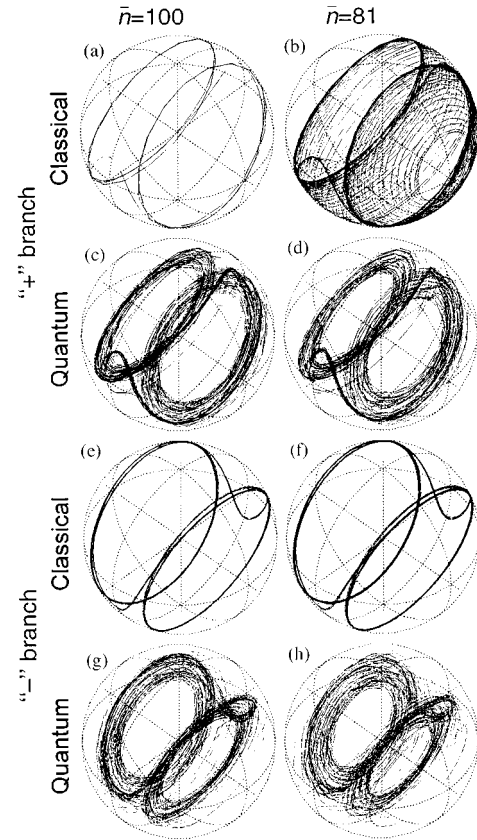 n̄=100
n̄=81
(a)
(b)
Classical
"+" branch
(c)
(d)
Quantum
(e)
(f)
Classical
"–" branch
(g)
(h)
Quantum